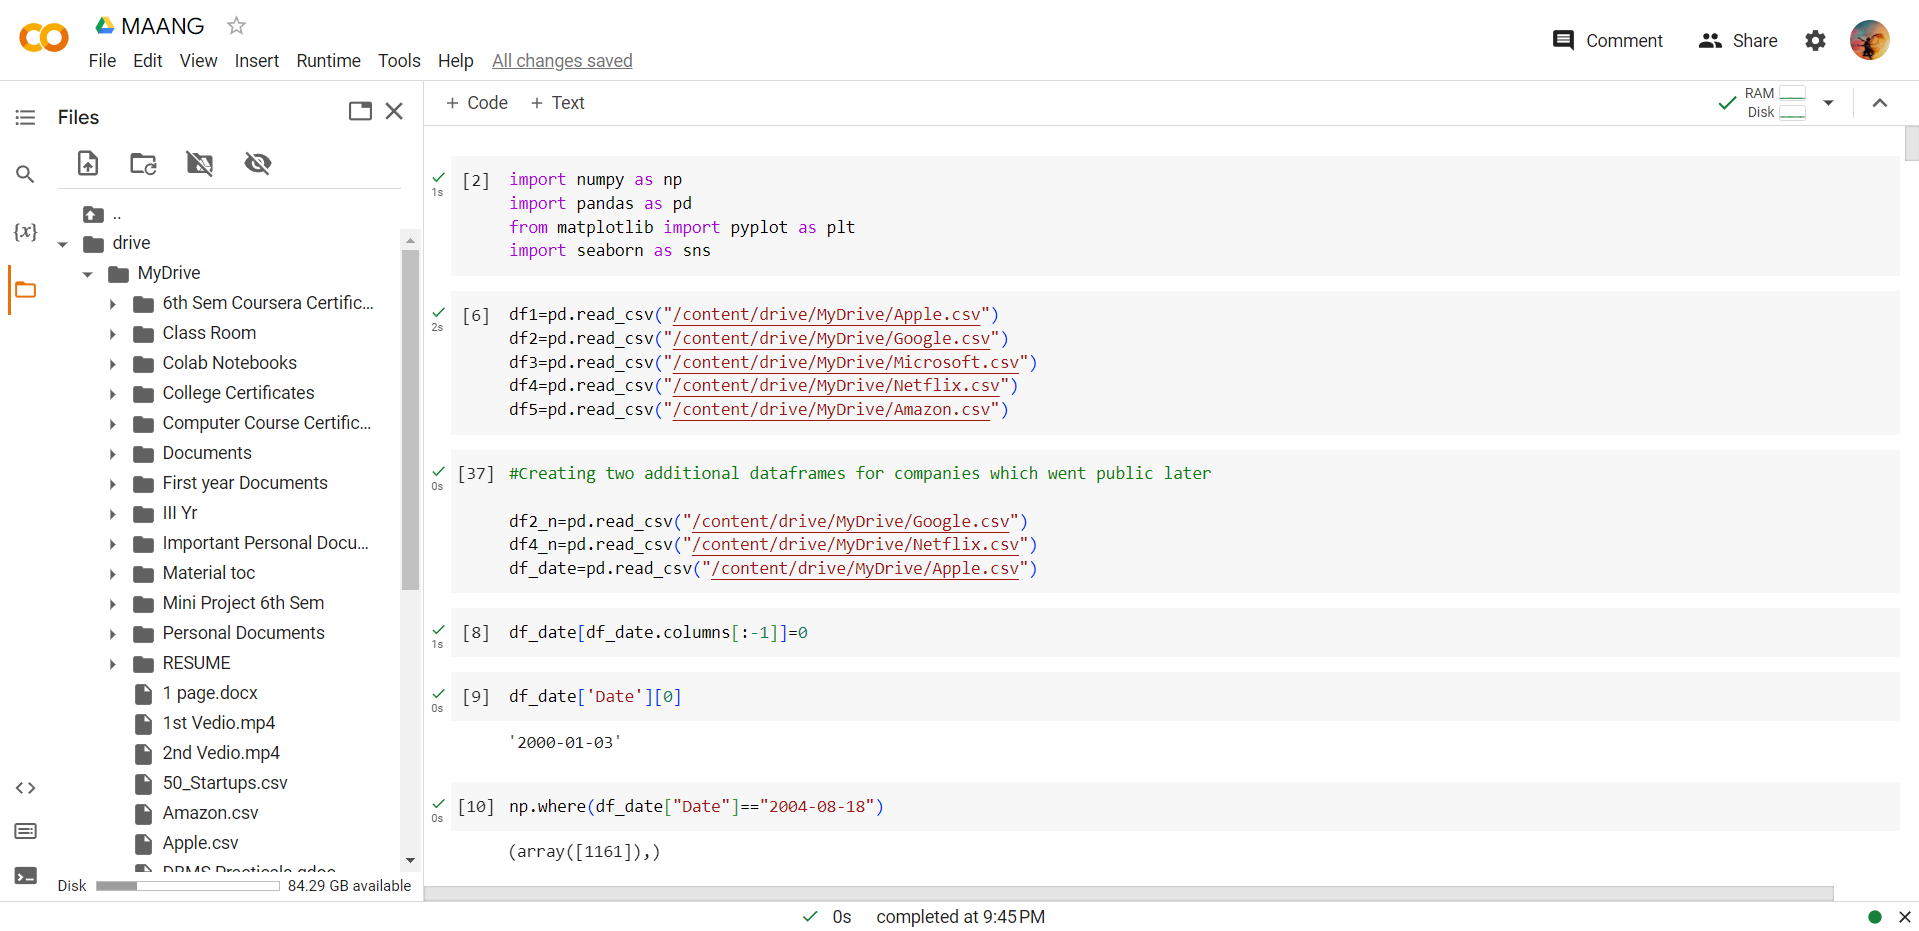 MAANG
File Edit View Insert Runtime Tools Help All changes saved
Comment Share
Files
+ Code + Text
RAM
Disk
..
drive
MyDrive
6th Sem Coursera Certific...
Class Room
Colab Notebooks
College Certificates
Computer Course Certific...
Documents
First year Documents
III Yr
Important Personal Docu...
Material toc
Mini Project 6th Sem
Personal Documents
RESUME
1 page.docx
1st Vedio.mp4
2nd Vedio.mp4
50_Startups.csv
Amazon.csv
Apple.csv
DBMS Practicals.gdoc
Disk 84.29 GB available
{x}
1s [2] import numpy as np
import pandas as pd
from matplotlib import pyplot as plt
import seaborn as sns
2s [6] df1=pd.read_csv("/content/drive/MyDrive/Apple.csv")
df2=pd.read_csv("/content/drive/MyDrive/Google.csv")
df3=pd.read_csv("/content/drive/MyDrive/Microsoft.csv")
df4=pd.read_csv("/content/drive/MyDrive/Netflix.csv")
df5=pd.read_csv("/content/drive/MyDrive/Amazon.csv")
0s [37] #Creating two additional dataframes for companies which went public later
df2_n=pd.read_csv("/content/drive/MyDrive/Google.csv")
df4_n=pd.read_csv("/content/drive/MyDrive/Netflix.csv")
df_date=pd.read_csv("/content/drive/MyDrive/Apple.csv")
1s [8] df_date[df_date.columns[:-1]]=0
0s [9] df_date['Date'][0]
'2000-01-03'
0s [10] np.where(df_date["Date"]=="2004-08-18")
(array([1161]),)
0s completed at 9:45 PM